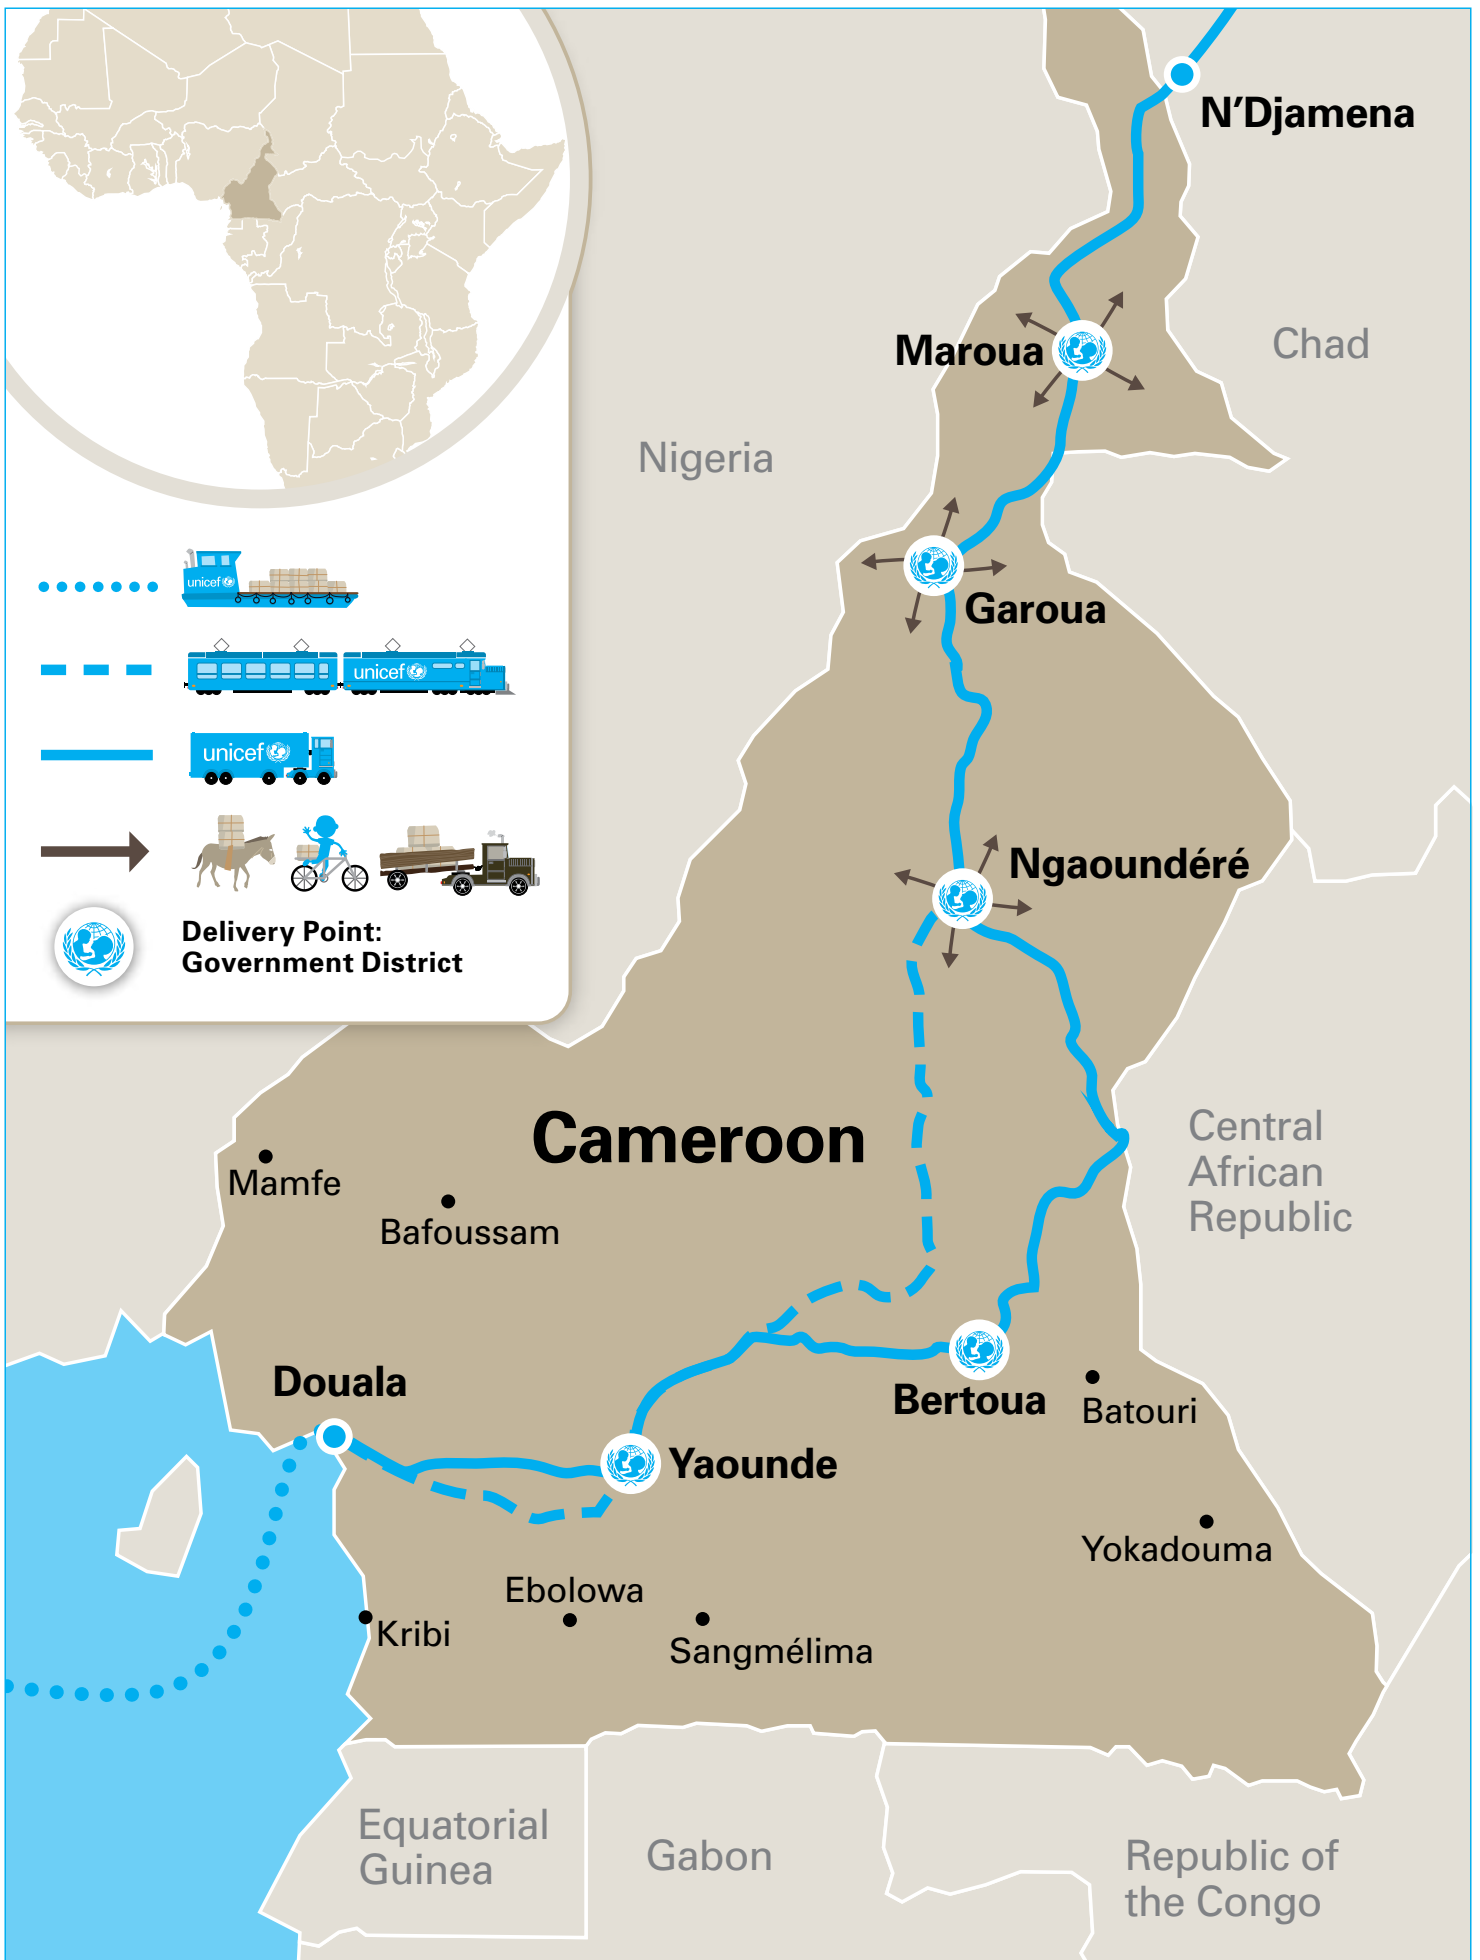 N'Djamena
Maroua
Chad
Nigeria
unicef
Garoua
unicef
unicef
Ngaoundéré
Delivery Point:
Government District
Cameroon
Central
African
Republic
Mamfe
Bafoussam
Douala
Bertoua
Batouri
Yaounde
Yokadouma
Ebolowa
Kribi
Sangmélima
Equatorial
Guinea
Gabon
Republic of
the Congo